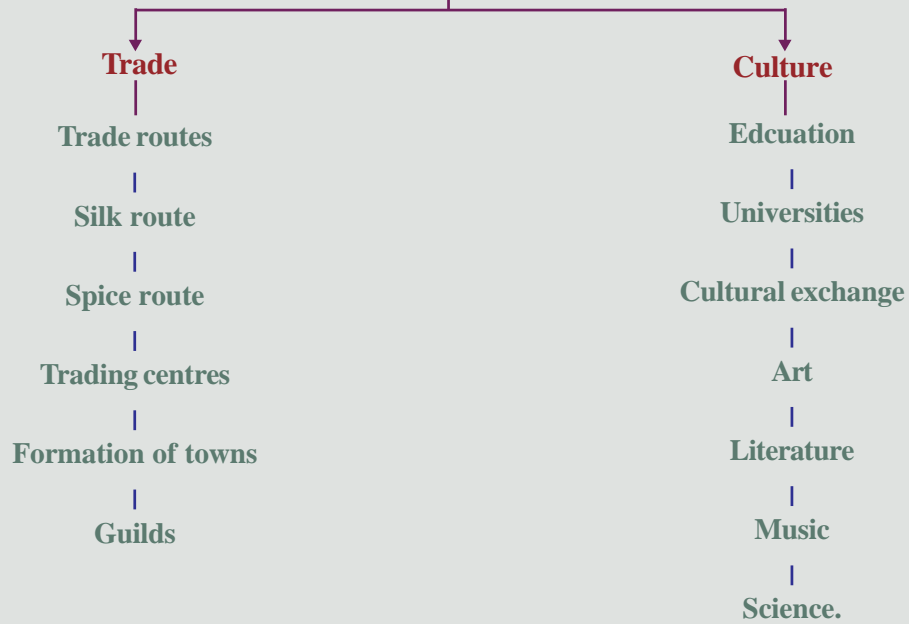 Trade
Trade routes
Silk route
Spice route
Trading centres
Formation of towns
Guilds
Culture
Edcuation
Universities
Cultural exchange
Art
Literature
Music
Science.